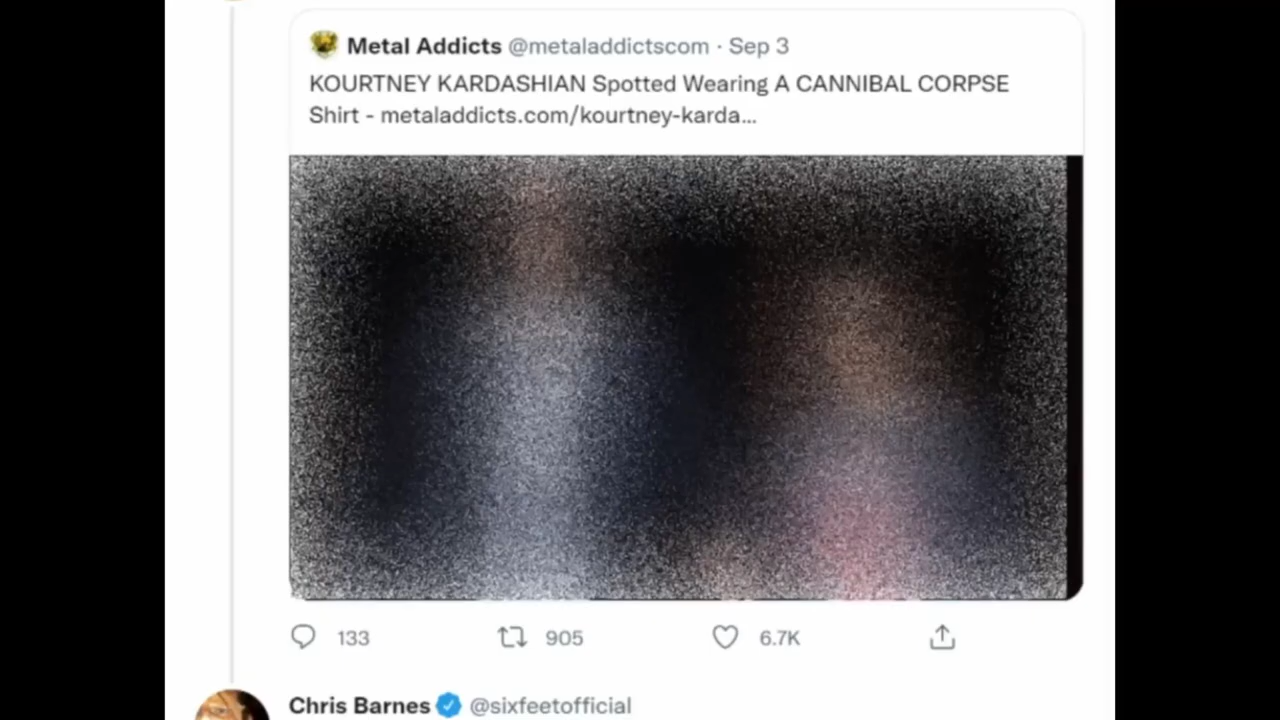 Metal Addicts @metaladdictscom · Sep 3
KOURTNEY KARDASHIAN Spotted Wearing A CANNIBAL CORPSE
Shirt - metaladdicts.com/kourtney-karda...
133 905 6.7K
Chris Barnes @sixfeetofficial